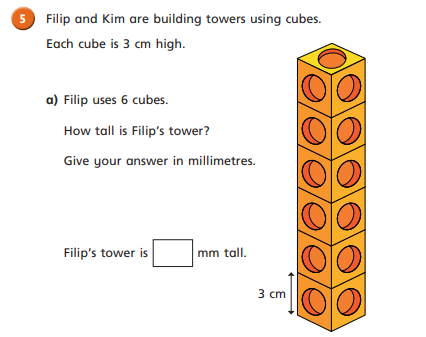 5 Filip and Kim are building towers using cubes.
Each cube is 3 cm high.
a) Filip uses 6 cubes.
How tall is Filip's tower?
Give your answer in millimetres.
Filip's tower is mm tall.
3 cm